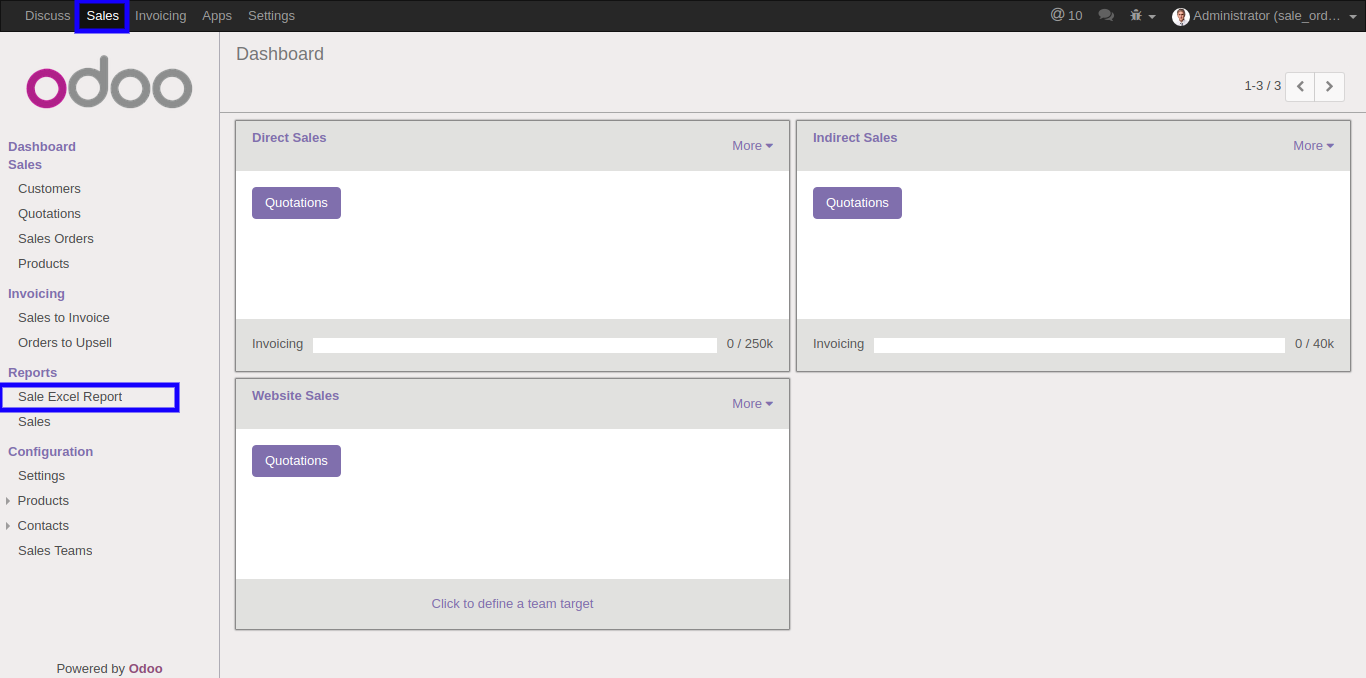 Discuss Sales Invoicing Apps Settings @ 10 Administrator (sale_ord...
odoo
Dashboard
Sales
Customers
Quotations
Sales Orders
Products
Invoicing
Sales to Invoice
Orders to Upsell
Reports
Sale Excel Report
Sales
Configuration
Settings
Products
Contacts
Sales Teams
Powered by Odoo
Dashboard
1-3 / 3
Direct Sales
More
Quotations
Invoicing 0 / 250k
Indirect Sales
More
Quotations
Invoicing 0 / 40k
Website Sales
More
Quotations
Click to define a team target